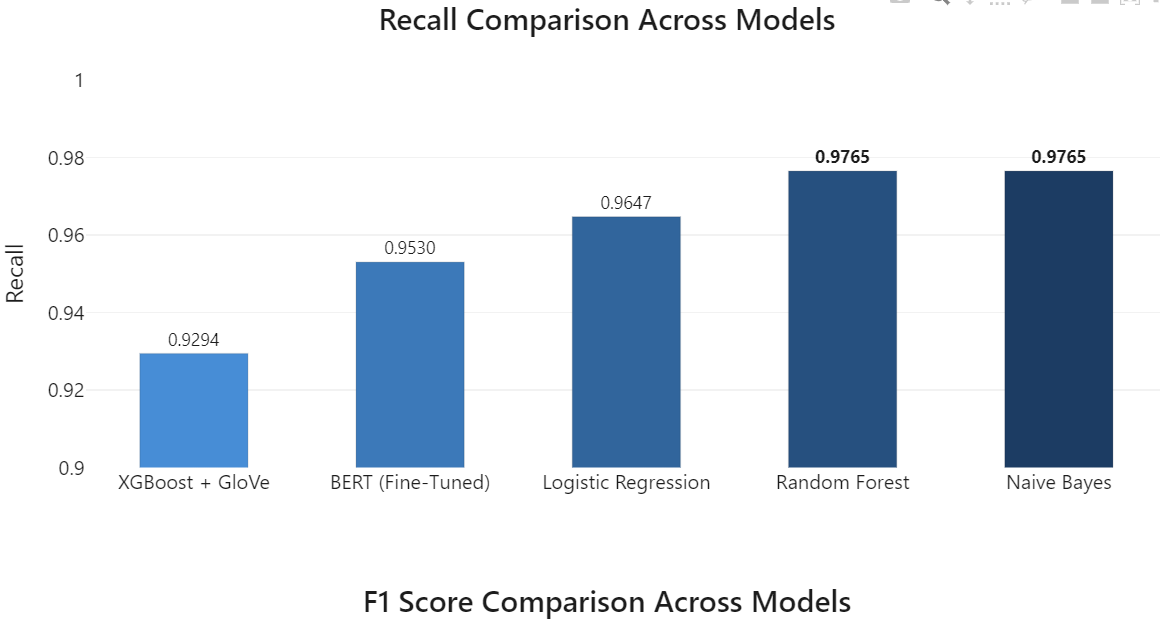 Recall Comparison Across Models
1
0.98
0.96
0.94
0.92
0.9
Recall
0.9294
0.9530
0.9647
0.9765
0.9765
XGBoost + GloVe
BERT (Fine-Tuned)
Logistic Regression
Random Forest
Naive Bayes
F1 Score Comparison Across Models